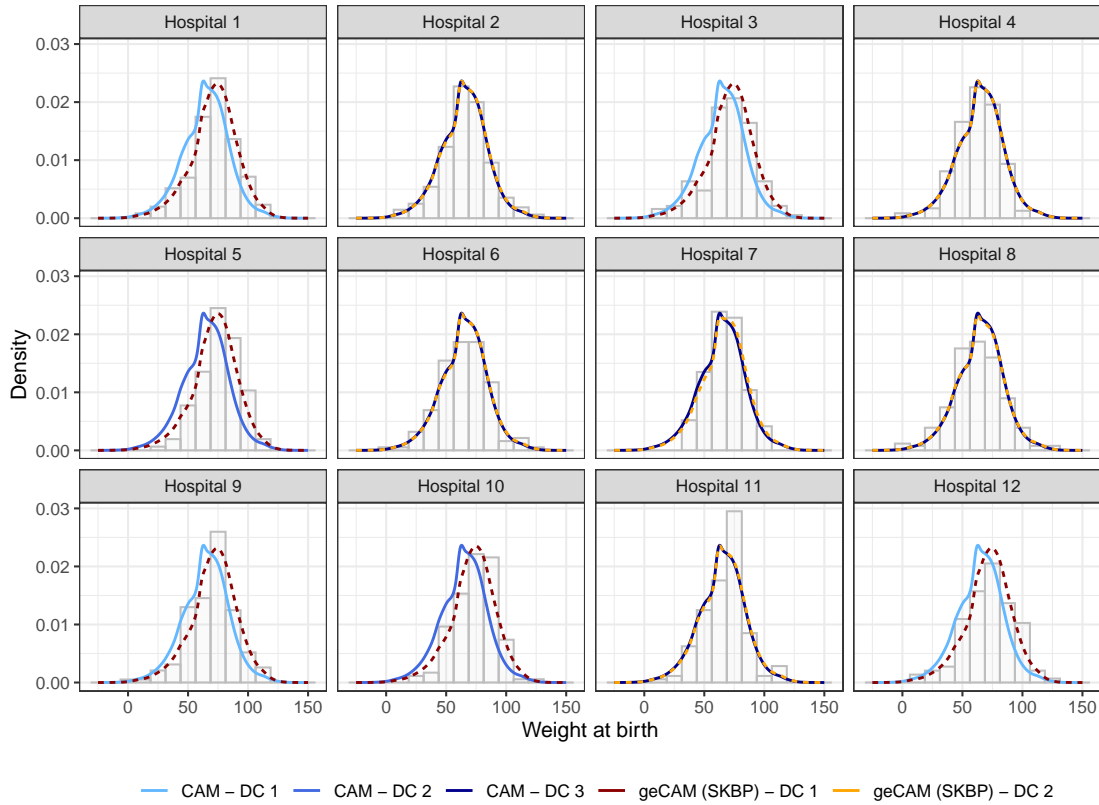 Hospital 1 Hospital 2 Hospital 3 Hospital 4
0.03
0.02
0.01
0.00
Hospital 5 Hospital 6 Hospital 7 Hospital 8
0.03
0.02
0.01
0.00
Density
Hospital 9 Hospital 10 Hospital 11 Hospital 12
0.03
0.02
0.01
0.00
0 50 100 150 0 50 100 150 0 50 100 150 0 50 100 150
Weight at birth
CAM − DC 1 CAM − DC 2 CAM − DC 3 geCAM (SKBP) − DC 1 geCAM (SKBP) − DC 2